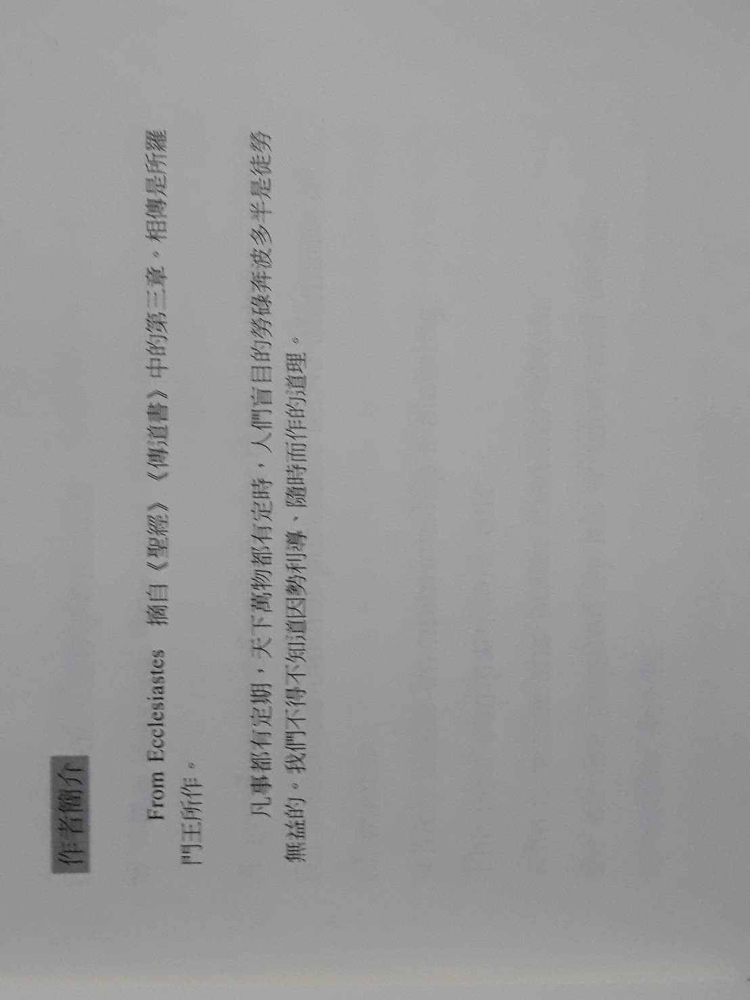 作者簡介
From Ecclesiastes　摘自《聖經》《傳道書》中的第三章。相傳是所羅
門王所作。
凡事都有定期，天下萬物都有定時，人們盲目的勞碌奔波多半是徒勞
無益的。我們不得不知道因勢利導、隨時而作的道理。